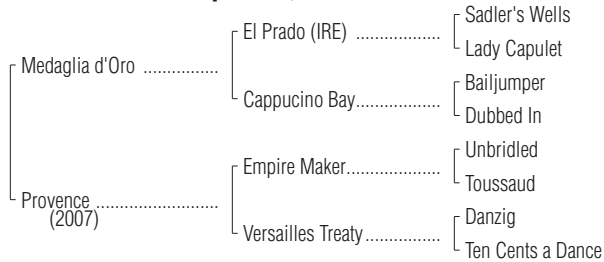 Sadler's Wells
El Prado (IRE) ..................
Lady Capulet
Medaglia d'Oro ................
Bailjumper
Cappucino Bay...................
Dubbed In
Unbridled
Empire Maker.....................
Toussaud
Provence ..........................
(2007)
Danzig
Versailles Treaty.................
Ten Cents a Dance